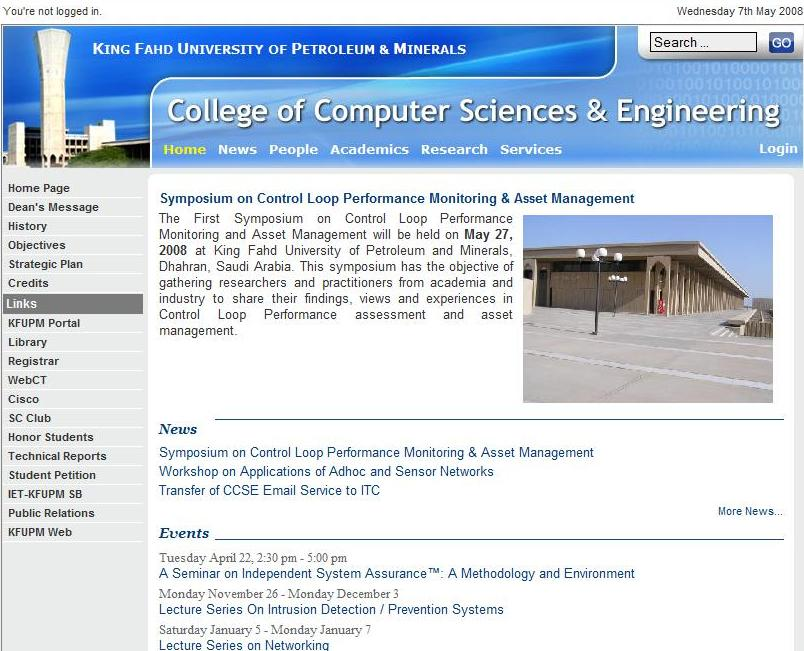 You're not logged in.
Wednesday 7th May 2008
King Fahd University of Petroleum & Minerals
Search ...
GO
College of Computer Sciences & Engineering
Home News People Academics Research Services
Login
Home Page
Dean's Message
History
Objectives
Strategic Plan
Credits
Links
KFUPM Portal
Library
Registrar
WebCT
Cisco
SC Club
Honor Students
Technical Reports
Student Petition
IET-KFUPM SB
Public Relations
KFUPM Web
Symposium on Control Loop Performance Monitoring & Asset Management
The First Symposium on Control Loop Performance
Monitoring and Asset Management will be held on May 27,
2008 at King Fahd University of Petroleum and Minerals,
Dhahran, Saudi Arabia. This symposium has the objective of
gathering researchers and practitioners from academia and
industry to share their findings, views and experiences in
Control Loop Performance assessment and asset
management.
News
Symposium on Control Loop Performance Monitoring & Asset Management
Workshop on Applications of Adhoc and Sensor Networks
Transfer of CCSE Email Service to ITC
More News...
Events
Tuesday April 22, 2:30 pm - 5:00 pm
A Seminar on Independent System Assurance™: A Methodology and Environment
Monday November 26 - Monday December 3
Lecture Series On Intrusion Detection / Prevention Systems
Saturday January 5 - Monday January 7
Lecture Series on Networking